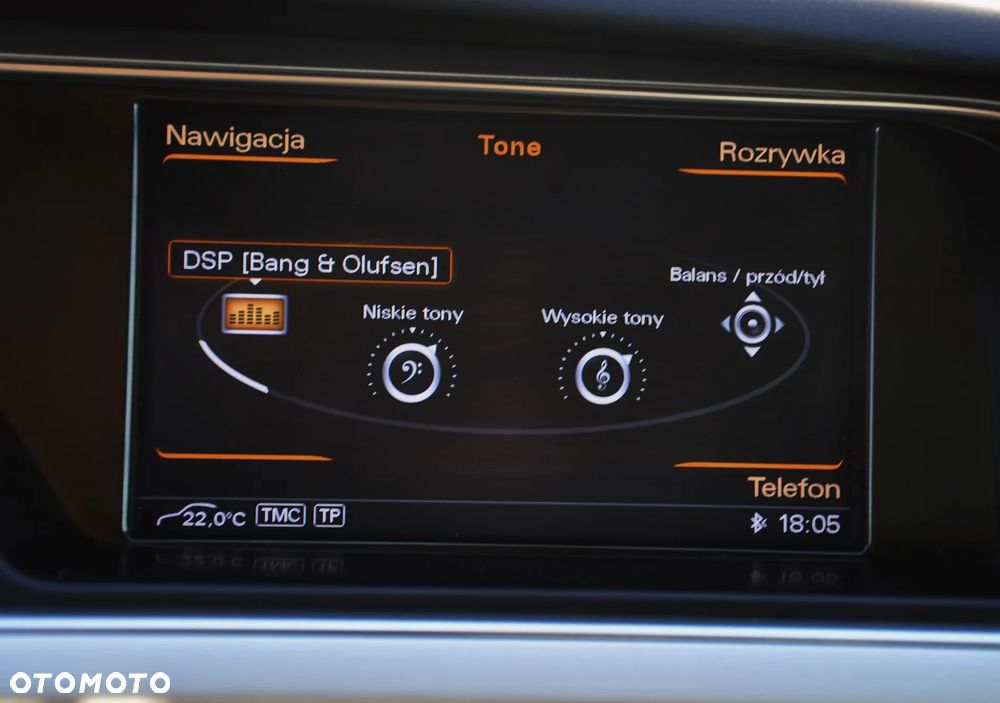 Nawigacja
Tone
Rozrywka
DSP [Bang & Olufsen]
Balans / przód/tył
Niskie tony
Wysokie tony
Telefon
22,0°C TMC TP
18:05
OTOMOTO